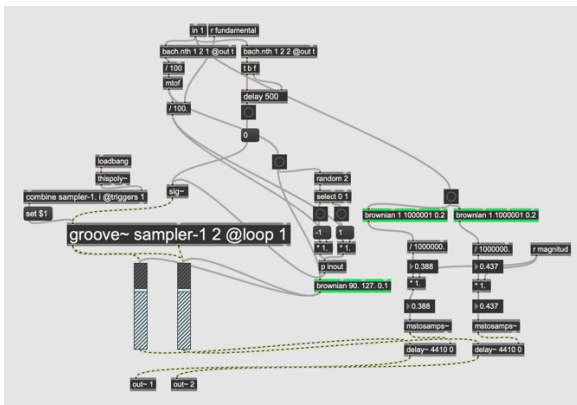 in 1
r fundamental
bach.nth 1 2 1 @out t
bach.nth 1 2 2 @out t
/ 100
t b f
mtof
delay 500
/ 100.
0
loadbang
thispoly~
random 2
combine sampler-1. i @triggers 1
sig~
select 0 1
set $1
brownian 1 1000001 0.2
brownian 1 1000001 0.2
-1
1
groove~ sampler-1 2 @loop 1
* 1.
* 1.
/ 1000000.
/ 1000000.
r magnitud
p inout
0.388
0.437
brownian 90. 127. 0.1
* 1.
* 1.
0.388
0.437
mstosamps~
mstosamps~
delay~ 4410 0
delay~ 4410 0
out~ 1
out~ 2